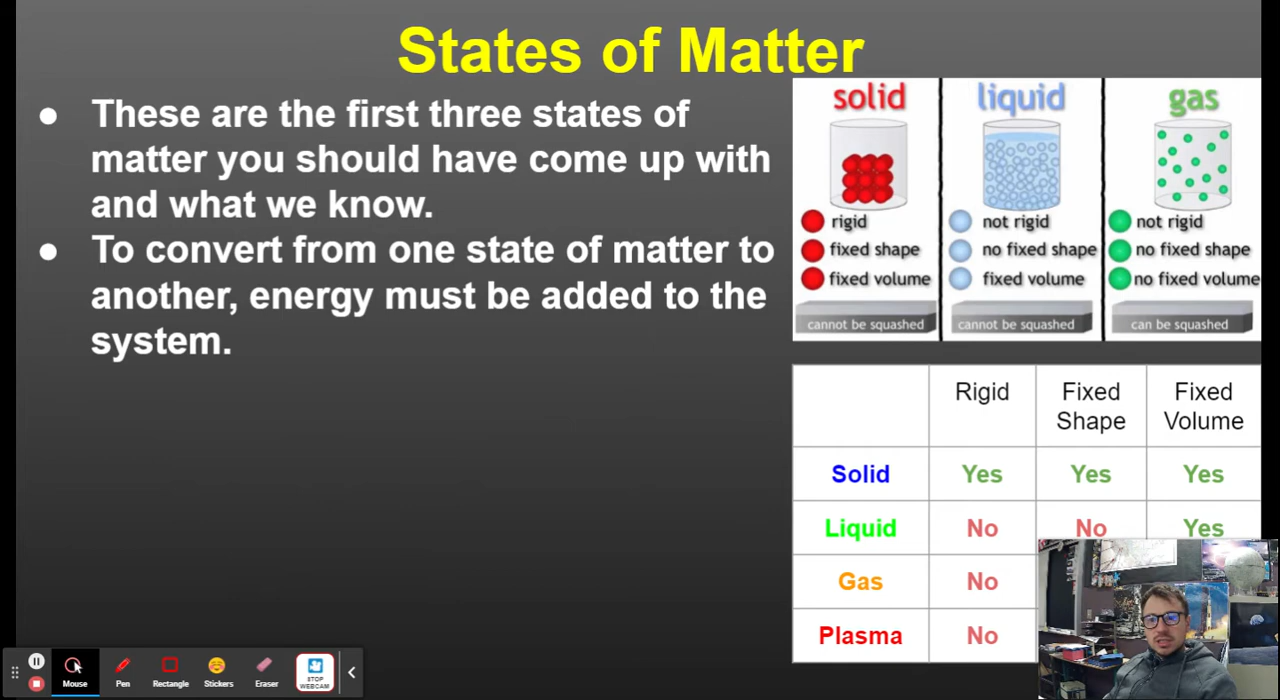 States of Matter
● These are the first three states of
matter you should have come up with
and what we know.
● To convert from one state of matter to
another, energy must be added to the
system.
solid
rigid
fixed shape
fixed volume
cannot be squashed
liquid
not rigid
no fixed shape
fixed volume
cannot be squashed
gas
not rigid
no fixed shape
no fixed volume
can be squashed
Rigid Fixed Shape Fixed Volume
Solid Yes Yes Yes
Liquid No No Yes
Gas No
Plasma No
Mouse Pen Rectangle Stickers Eraser STOP WEBCAM